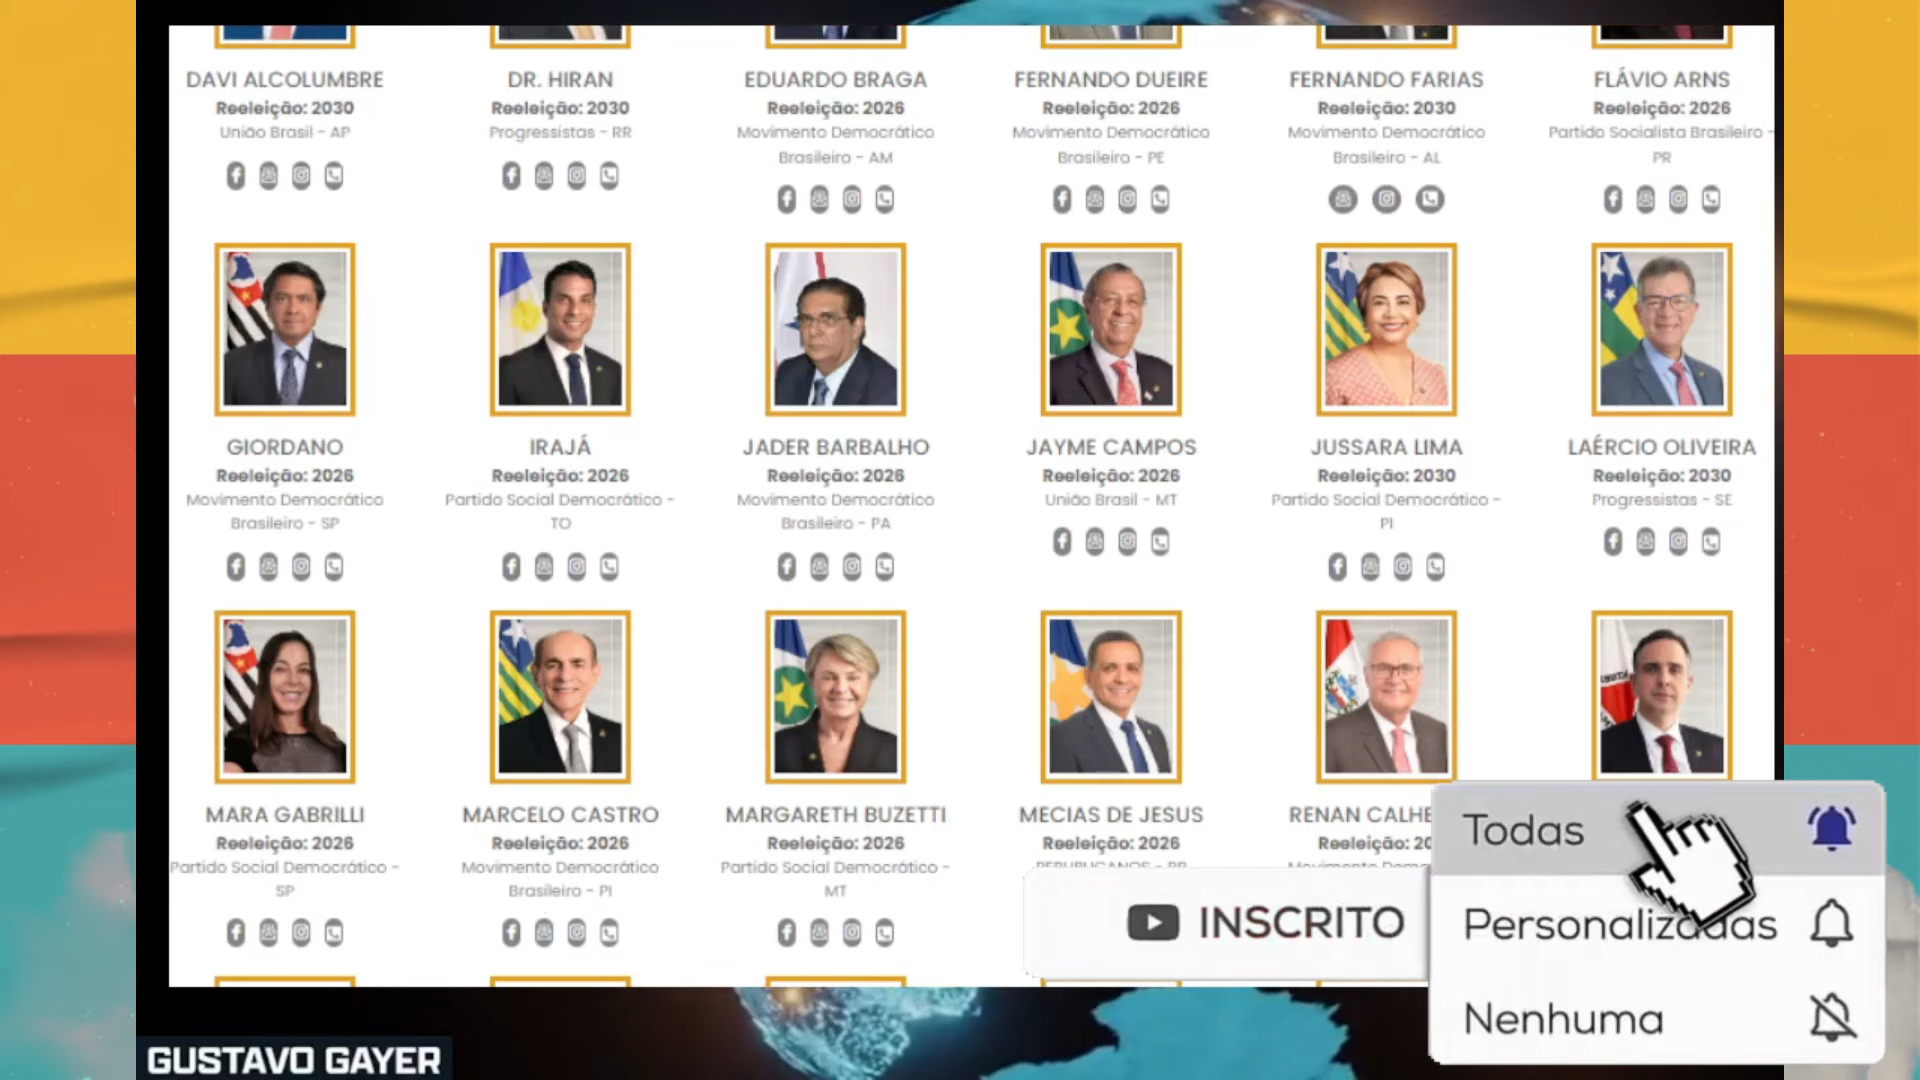 DAVI ALCOLUMBRE
Reeleição: 2030
União Brasil - AP
DR. HIRAN
Reeleição: 2030
Progressistas - RR
EDUARDO BRAGA
Reeleição: 2026
Movimento Democrático
Brasileiro - AM
FERNANDO DUEIRE
Reeleição: 2026
Movimento Democrático
Brasileiro - PE
FERNANDO FARIAS
Reeleição: 2030
Movimento Democrático
Brasileiro - AL
FLÁVIO ARNS
Reeleição: 2026
Partido Socialista Brasileiro -
PR
GIORDANO
Reeleição: 2026
Movimento Democrático
Brasileiro - SP
IRAJÁ
Reeleição: 2026
Partido Social Democrático -
TO
JADER BARBALHO
Reeleição: 2026
Movimento Democrático
Brasileiro - PA
JAYME CAMPOS
Reeleição: 2026
União Brasil - MT
JUSSARA LIMA
Reeleição: 2030
Partido Social Democrático -
PI
LAÉRCIO OLIVEIRA
Reeleição: 2030
Progressistas - SE
MARA GABRILLI
Reeleição: 2026
Partido Social Democrático -
SP
MARCELO CASTRO
Reeleição: 2026
Movimento Democrático
Brasileiro - PI
MARGARETH BUZETTI
Reeleição: 2026
Partido Social Democrático -
MT
MECIAS DE JESUS
Reeleição: 2026
REPUBLICANOS - RR
RENAN CALHE
Reeleição: 20
INSCRITO
Todas
Personalizadas
Nenhuma
GUSTAVO GAYER